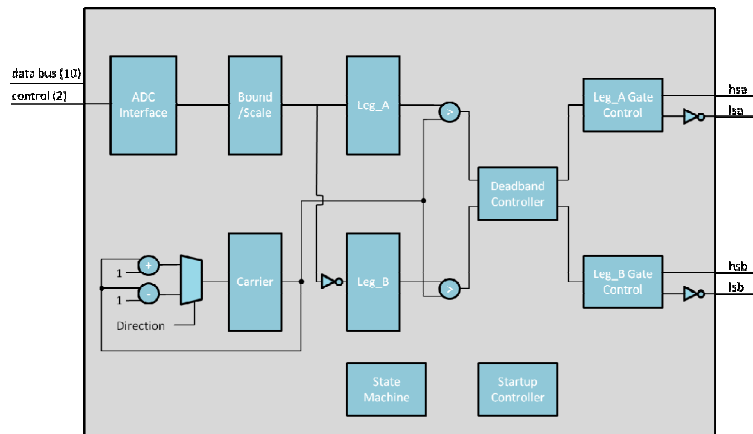 data bus (10)
control (2)
ADC
Interface
Bound
/Scale
Leg_A
>
Leg_A Gate
Control
hsa
lsa
Deadband
Controller
+
1
-
1
Direction
Carrier
Leg_B
>
Leg_B Gate
Control
hsb
lsb
State
Machine
Startup
Controller